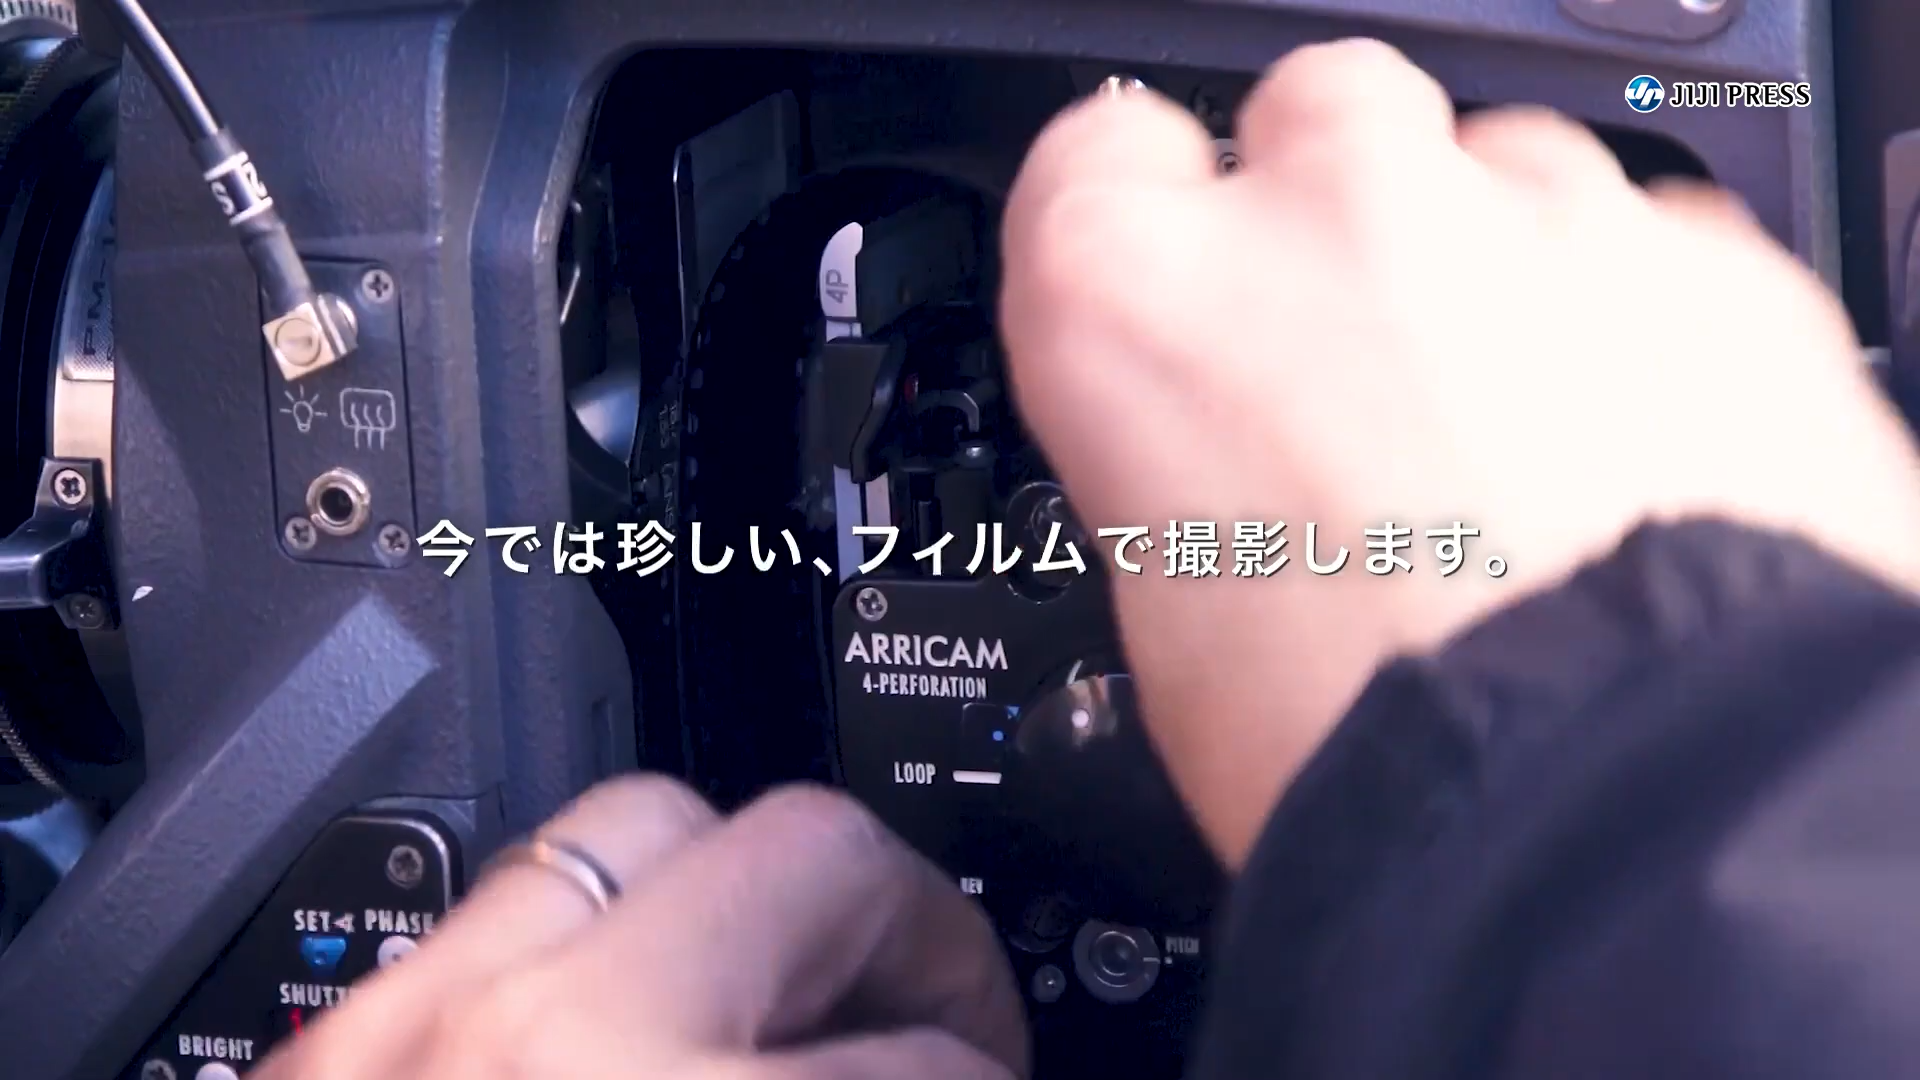 JIJI PRESS
4P
今では珍しい、フィルムで撮影します。
ARRICAM
4-PERFORATION
LOOP
SET PHASE
BRIGHT